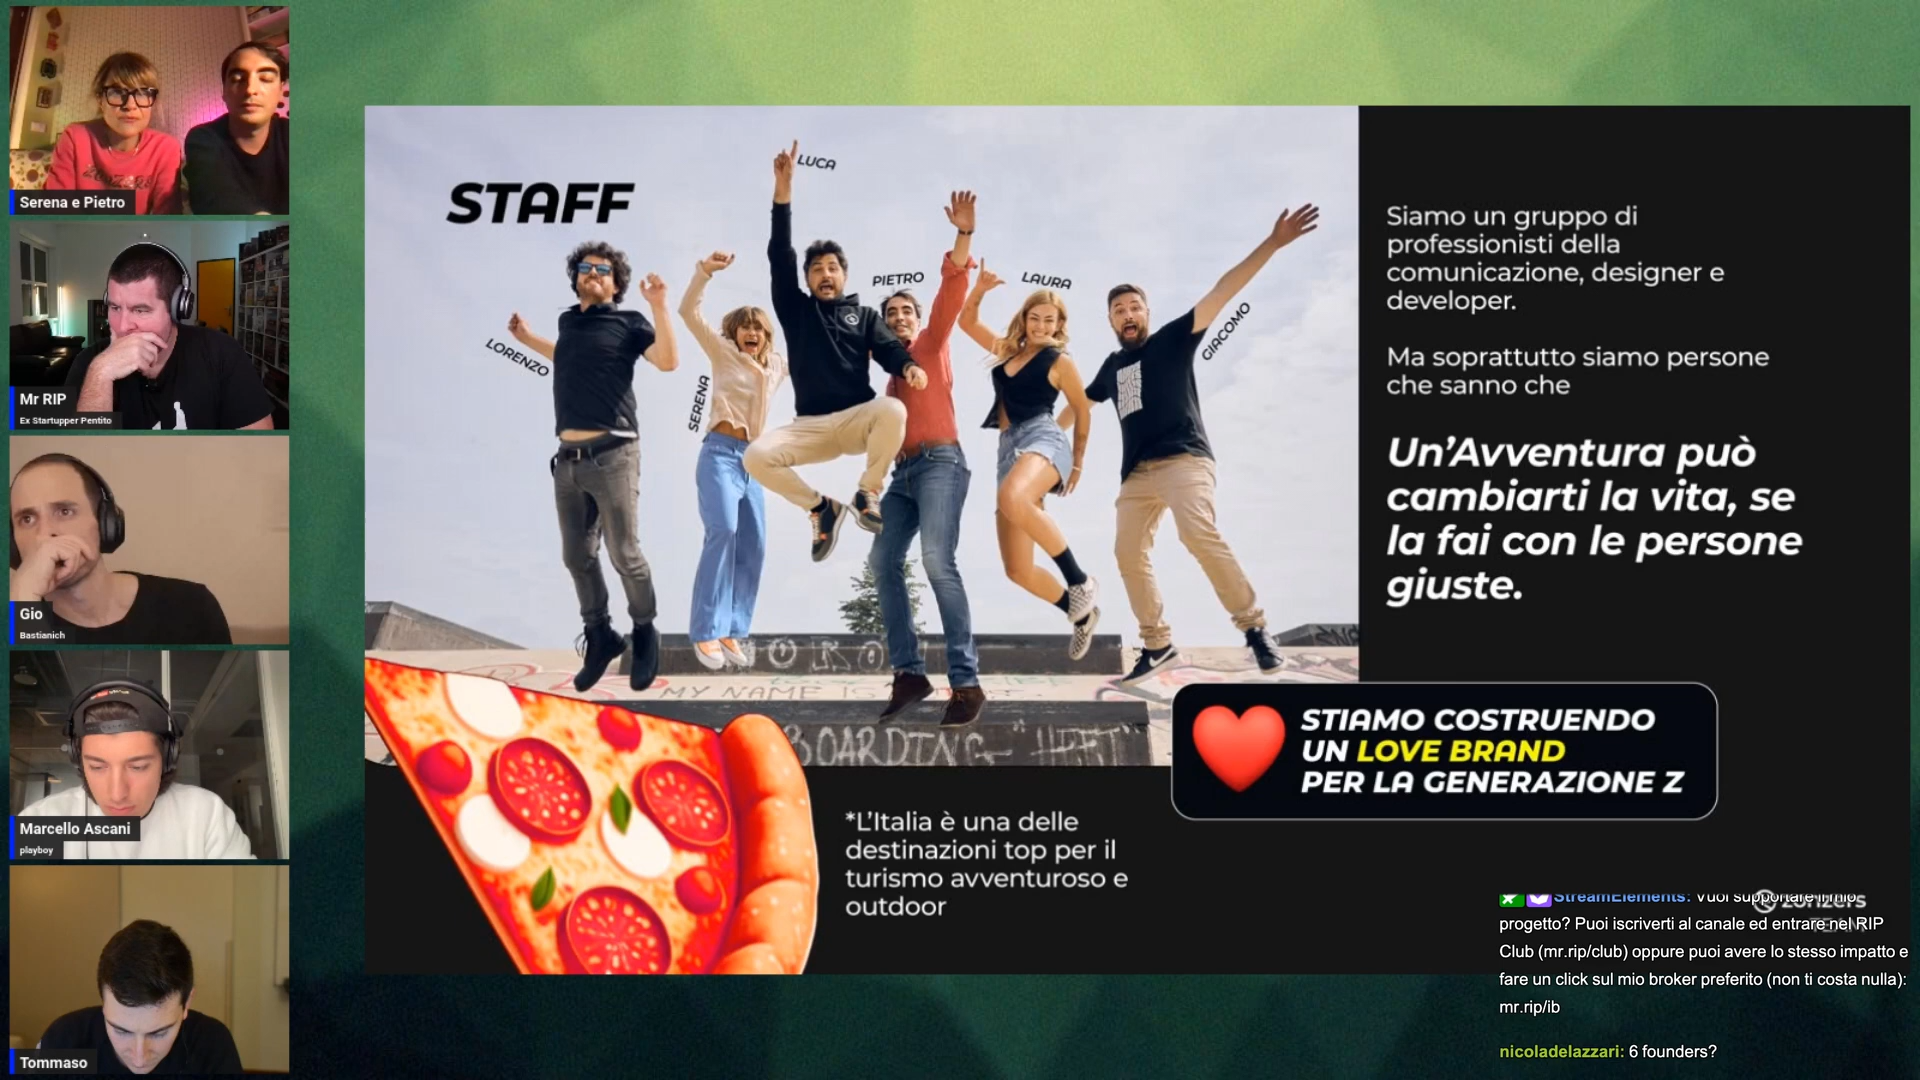 Serena e Pietro
Mr RIP
Ex Startupper Pentito
Gio
Bastianich
Marcello Ascani
playboy
Tommaso
STAFF
LUCA
PIETRO
LAURA
LORENZO
SERENA
GIACOMO
MY NAME IS
BOARDING
Siamo un gruppo di
professionisti della
comunicazione, designer e
developer.
Ma soprattutto siamo persone
che sanno che
Un'Avventura può
cambiarti la vita, se
la fai con le persone
giuste.
STIAMO COSTRUENDO
UN LOVE BRAND
PER LA GENERAZIONE Z
*L'Italia è una delle
destinazioni top per il
turismo avventuroso e
outdoor
zonzers
TEAM
StreamElements: Vuoi supportare il mio
progetto? Puoi iscriverti al canale ed entrare nel RIP
Club (mr.rip/club) oppure puoi avere lo stesso impatto e
fare un click sul mio broker preferito (non ti costa nulla):
mr.rip/ib
nicoladelazzari: 6 founders?